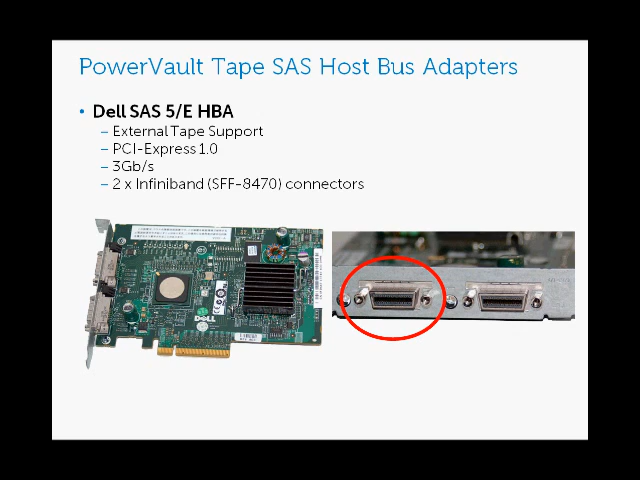 PowerVault Tape SAS Host Bus Adapters
• Dell SAS 5/E HBA
– External Tape Support
– PCI-Express 1.0
– 3Gb/s
– 2 x Infiniband (SFF-8470) connectors
DELL